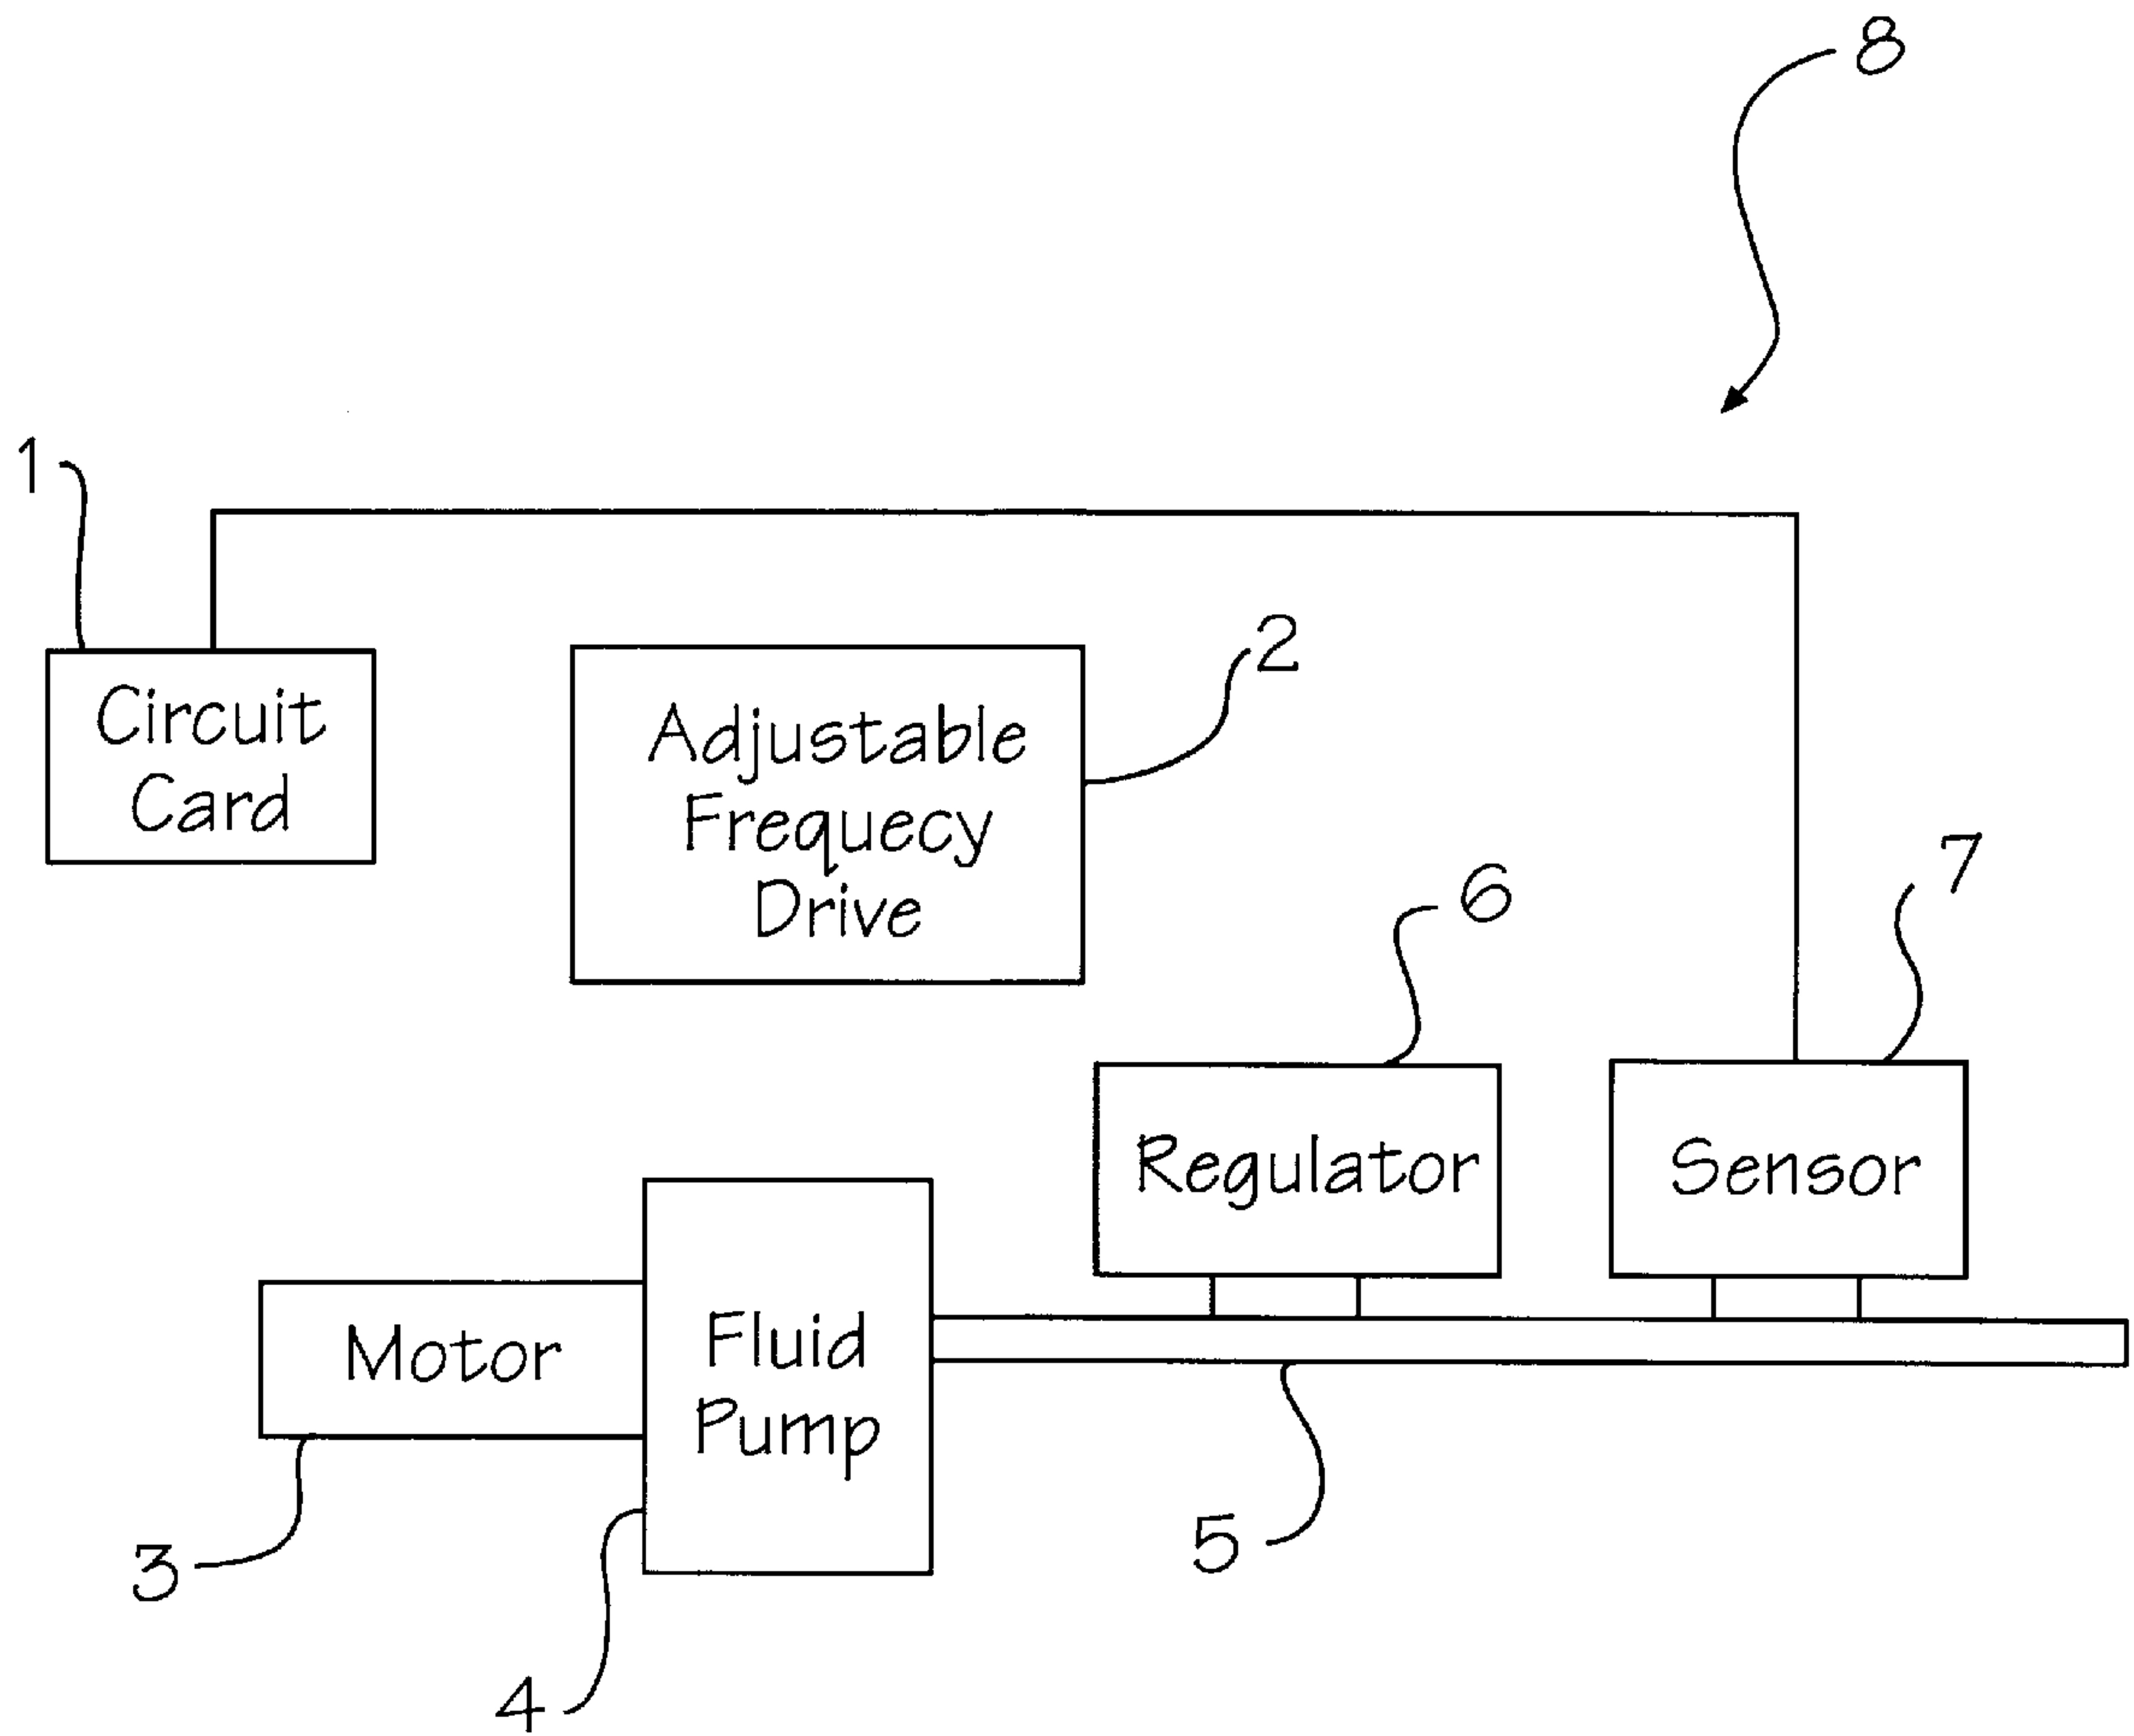 8
1
Circuit
Card
2
Adjustable
Frequecy
Drive
6
7
Regulator
Sensor
Motor
Fluid
Pump
3
4
5